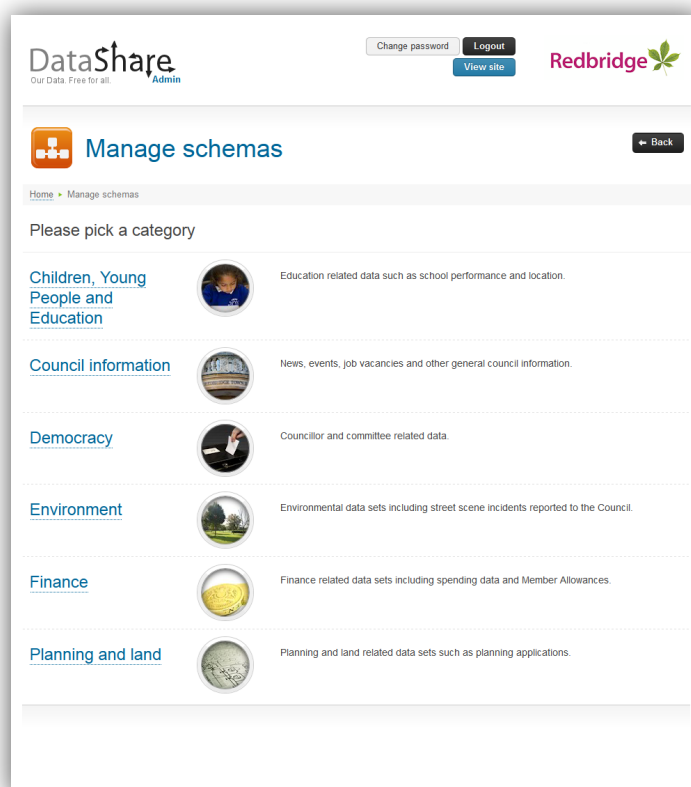 DataShare
Our Data. Free for all.
Admin
Change password
Logout
View site
Redbridge
Manage schemas
Back
Home
Manage schemas
Please pick a category
Children, Young
People and
Education
Education related data such as school performance and location.
Council information
News, events, job vacancies and other general council information.
Democracy
Councillor and committee related data.
Environment
Environmental data sets including street scene incidents reported to the Council.
Finance
Finance related data sets including spending data and Member Allowances.
Planning and land
Planning and land related data sets such as planning applications.